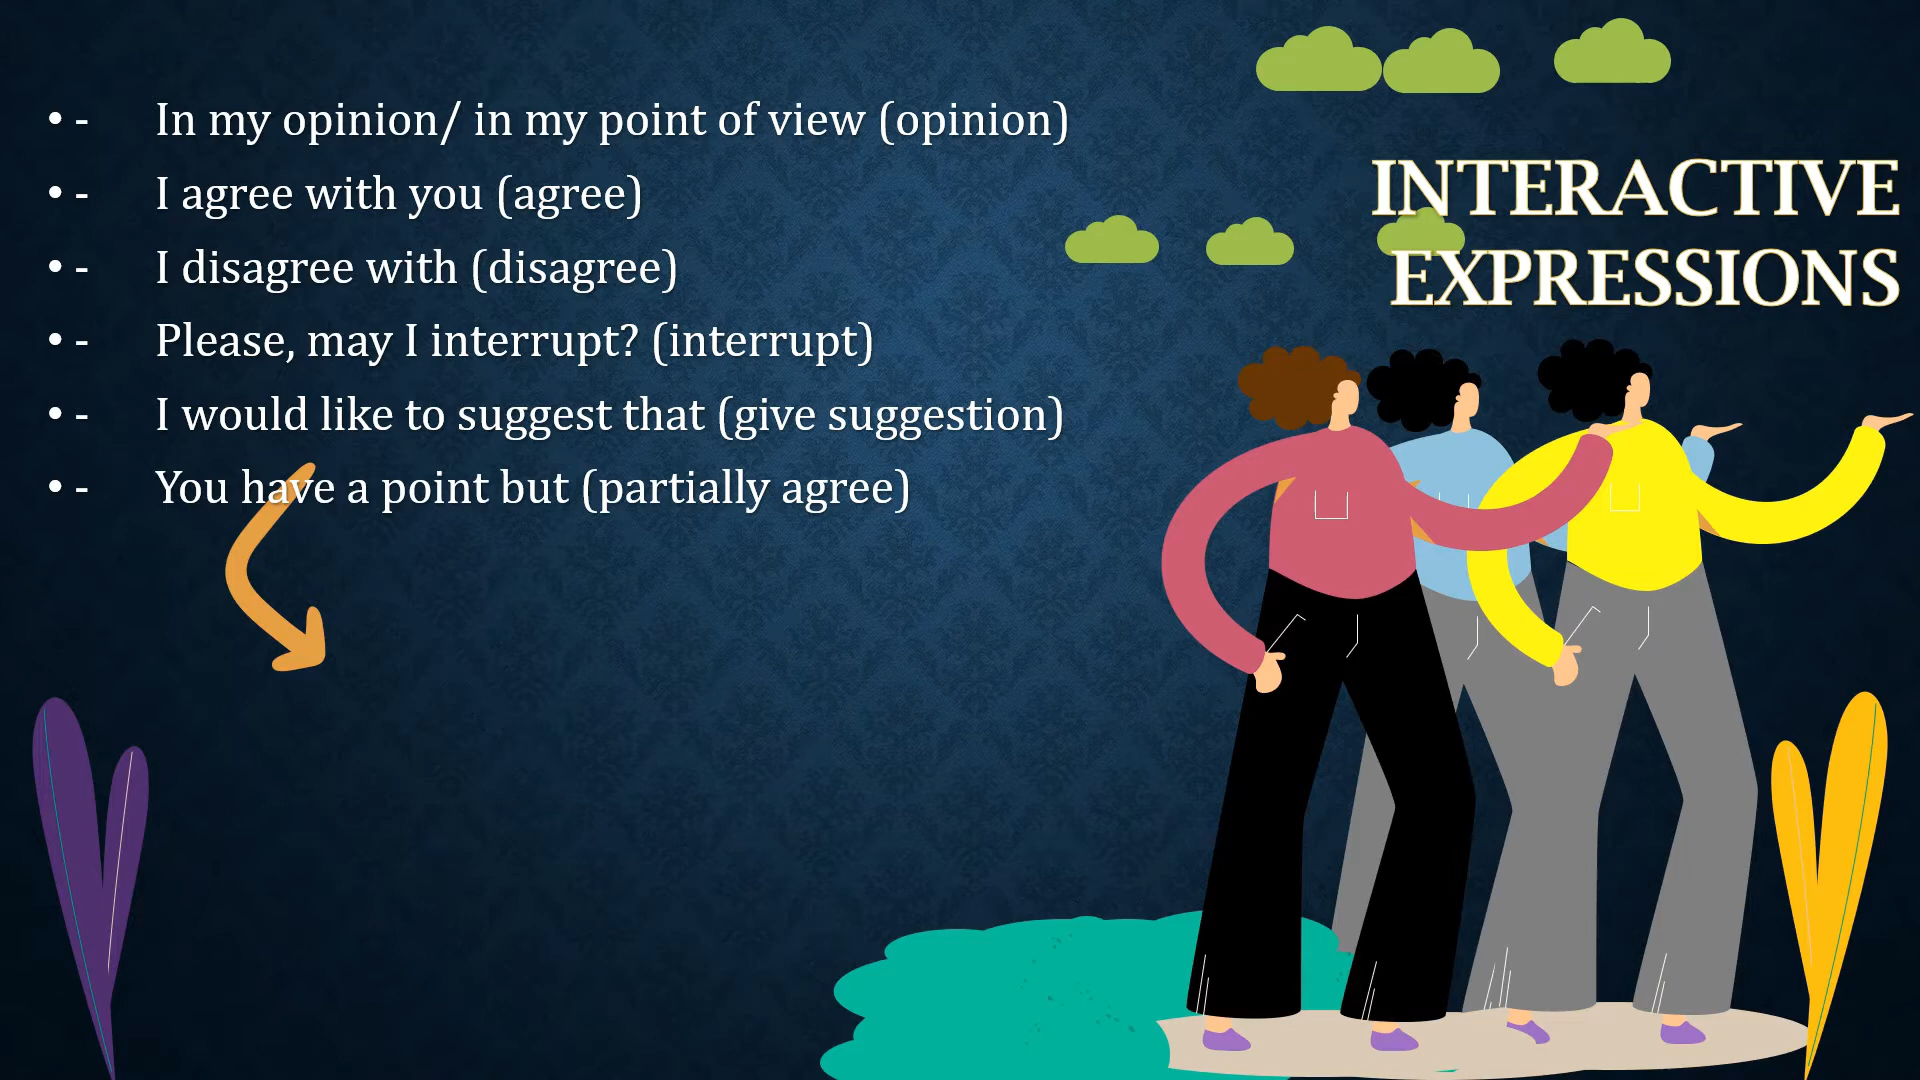 • -	In my opinion/ in my point of view (opinion)
• -	I agree with you (agree)
• -	I disagree with (disagree)
• -	Please, may I interrupt? (interrupt)
• -	I would like to suggest that (give suggestion)
• -	You have a point but (partially agree)
INTERACTIVE
EXPRESSIONS